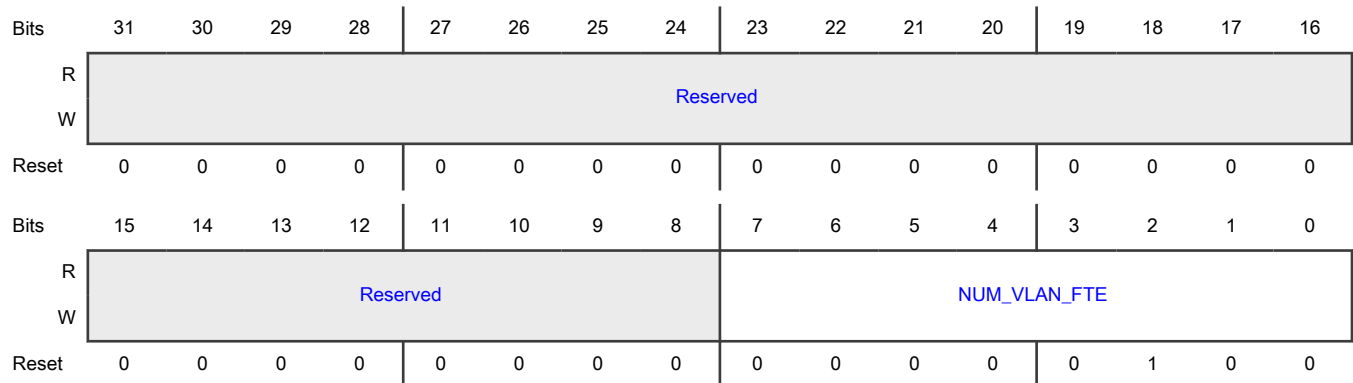 Bits 31 30 29 28 27 26 25 24 23 22 21 20 19 18 17 16
R
Reserved
W
Reset 0 0 0 0 0 0 0 0 0 0 0 0 0 0 0 0
Bits 15 14 13 12 11 10 9 8 7 6 5 4 3 2 1 0
R
Reserved NUM_VLAN_FTE
W
Reset 0 0 0 0 0 0 0 0 0 0 0 0 0 1 0 0